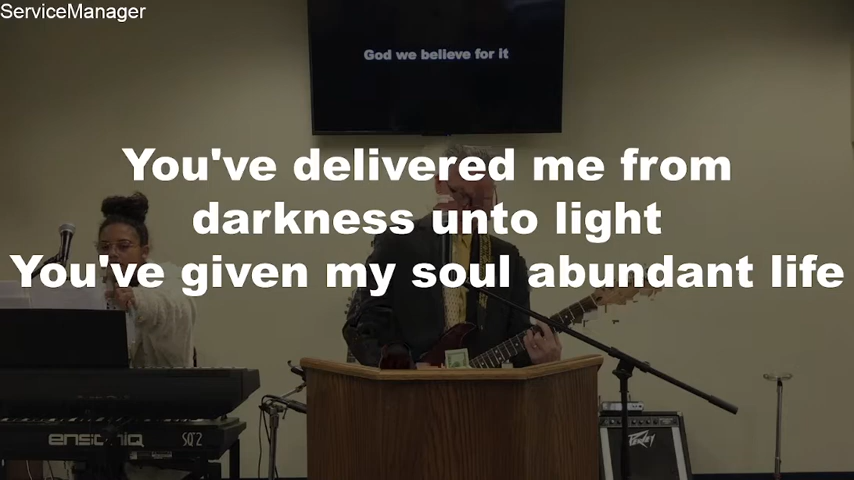 ServiceManager
God we believe for it
You've delivered me from
darkness unto light
You've given my soul abundant life
ensoniq SQ2
Peavey